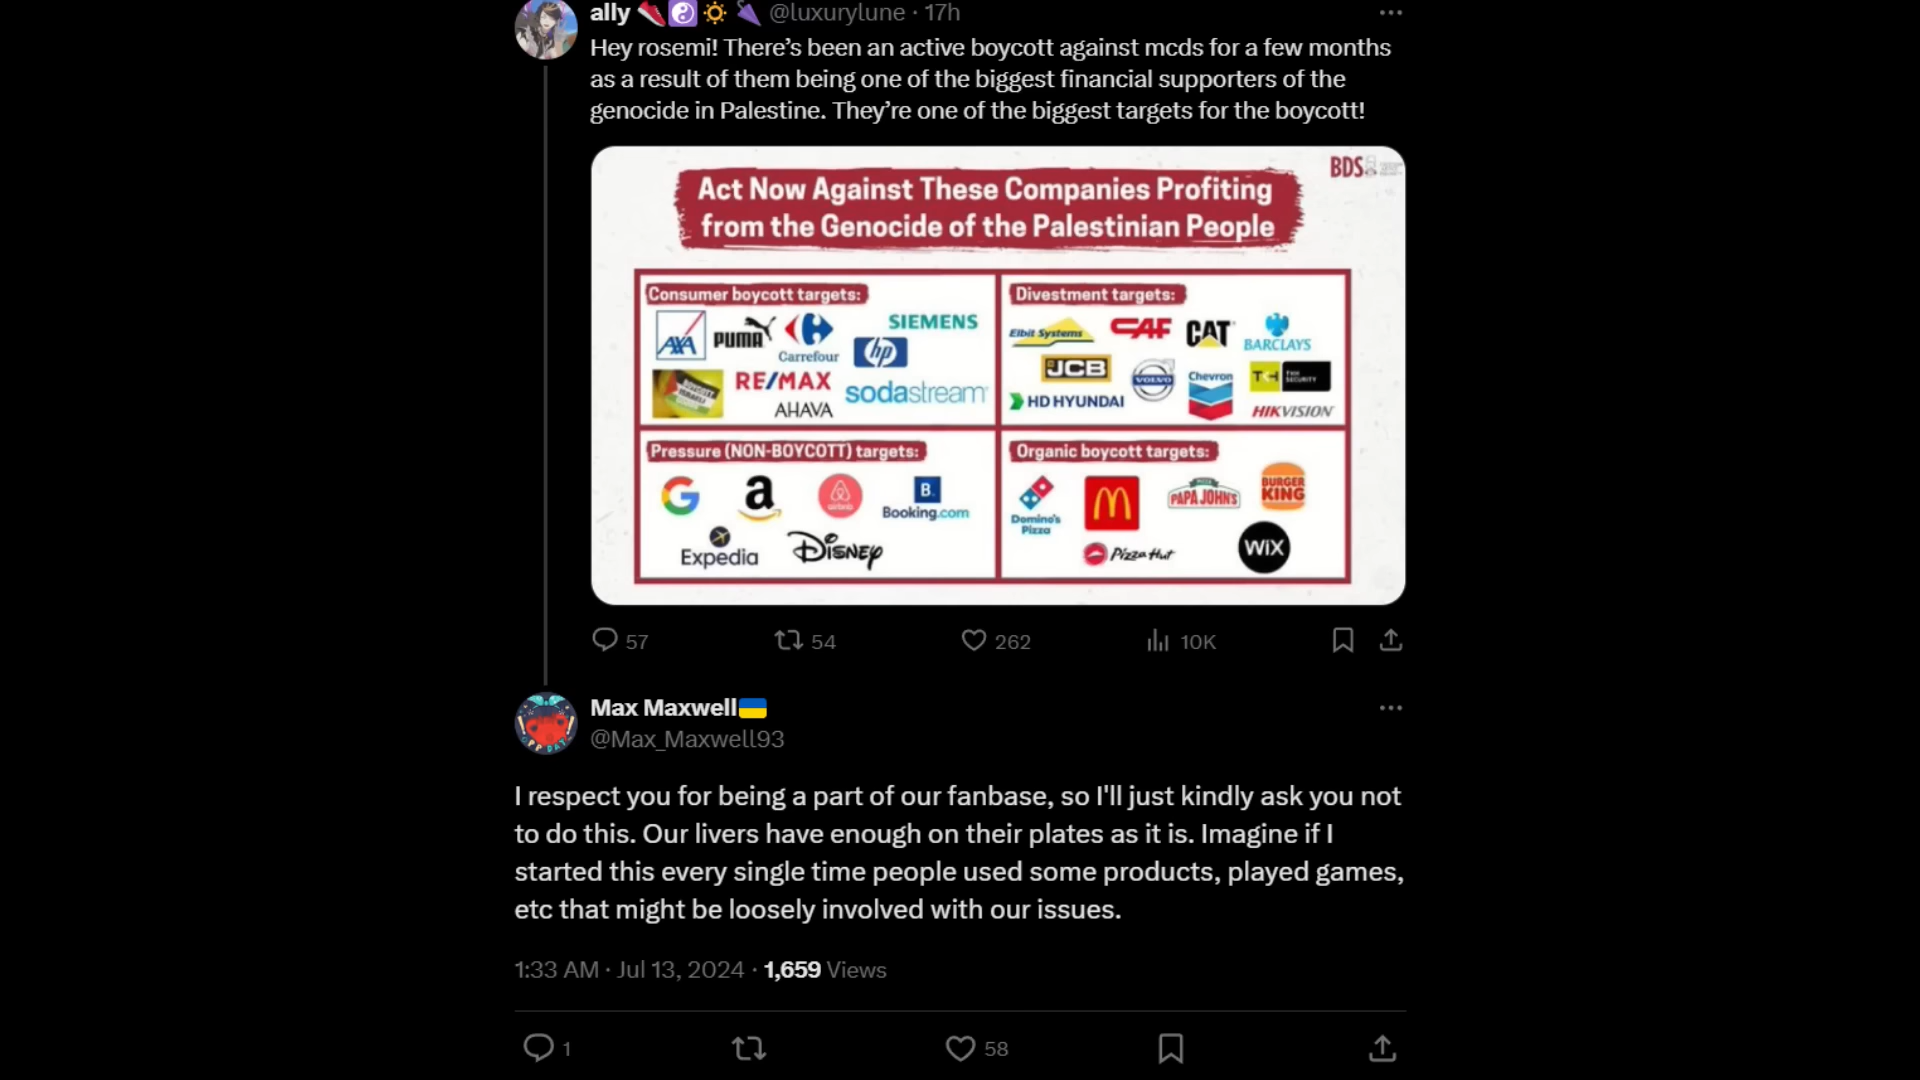 ally @luxurylune · 17h
Hey rosemi! There's been an active boycott against mcds for a few months
as a result of them being one of the biggest financial supporters of the
genocide in Palestine. They're one of the biggest targets for the boycott!
BDS
Act Now Against These Companies Profiting
from the Genocide of the Palestinian People
Consumer boycott targets:
AXA
PUMA
Carrefour
SIEMENS
hp
RE/MAX
AHAVA
sodastream
Divestment targets:
Elbit Systems
CAF
CAT
BARCLAYS
JCB
VOLVO
Chevron
HD HYUNDAI
HIKVISION
Pressure (NON-BOYCOTT) targets:
G
a
airbnb
B.
Booking.com
Expedia
Disney
Organic boycott targets:
Domino's
Pizza
M
PAPA JOHN'S
BURGER
KING
Pizza Hut
WiX
57 54 262 10K
Max Maxwell
@Max_Maxwell93
I respect you for being a part of our fanbase, so I'll just kindly ask you not
to do this. Our livers have enough on their plates as it is. Imagine if I
started this every single time people used some products, played games,
etc that might be loosely involved with our issues.
1:33 AM · Jul 13, 2024 · 1,659 Views
1 58